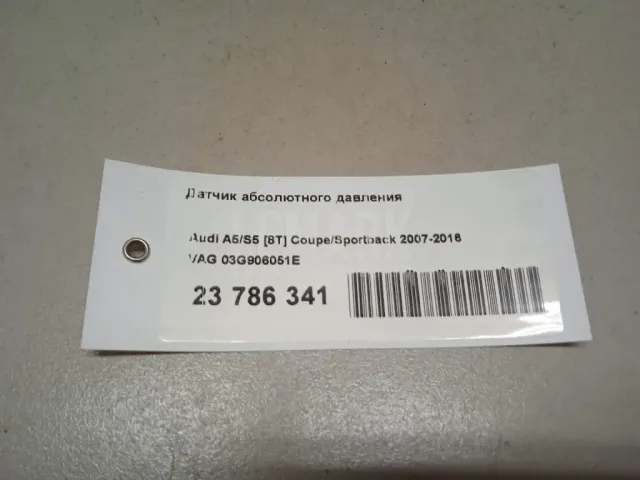 Датчик абсолютного давления
Audi A5/S5 [8T] Coupe/Sportback 2007-2016
VAG 03G906051E
23 786 341